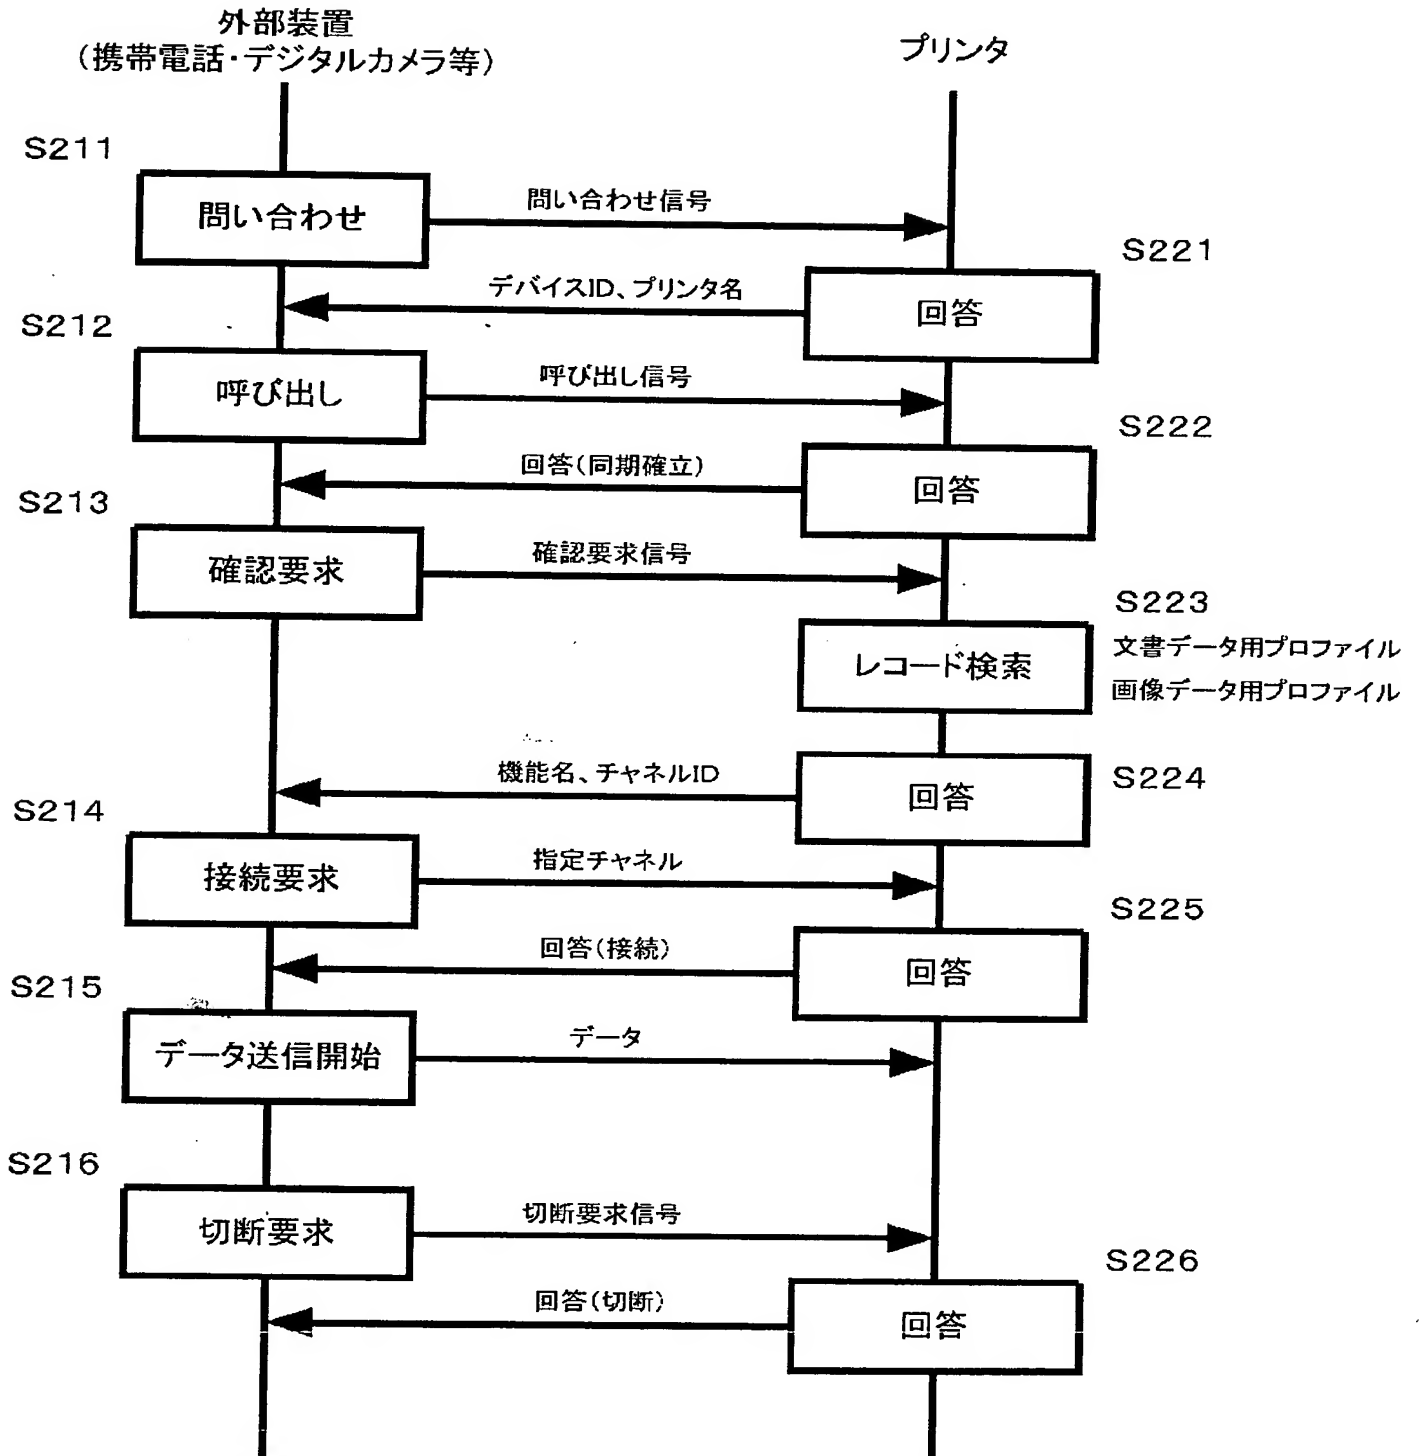 外部装置
(携帯電話・デジタルカメラ等)
プリンタ
S211
問い合わせ
問い合わせ信号
S221
デバイスID、プリンタ名
回答
S212
呼び出し
呼び出し信号
S222
回答(同期確立)
回答
S213
確認要求
確認要求信号
S223
レコード検索
文書データ用プロファイル
画像データ用プロファイル
機能名、チャネルID
回答
S224
S214
接続要求
指定チャネル
S225
回答(接続)
回答
S215
データ送信開始
データ
S216
切断要求
切断要求信号
S226
回答(切断)
回答